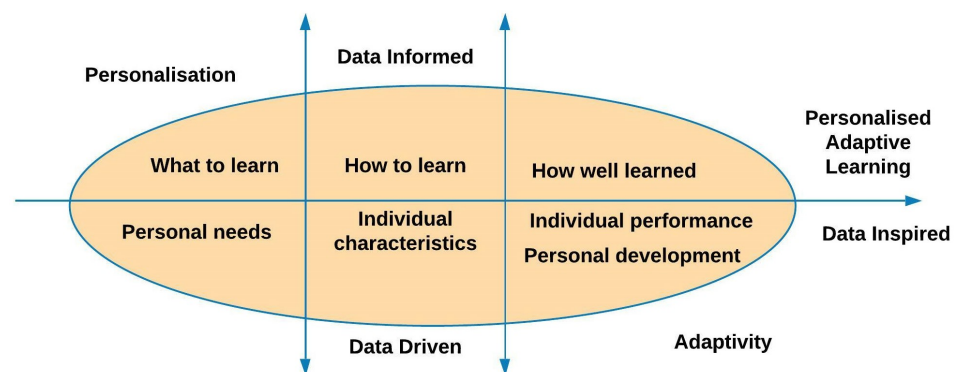 Data Informed
Personalisation
Personalised
Adaptive
Learning
What to learn
How to learn
How well learned
Personal needs
Individual
characteristics
Individual performance
Personal development
Data Inspired
Data Driven
Adaptivity